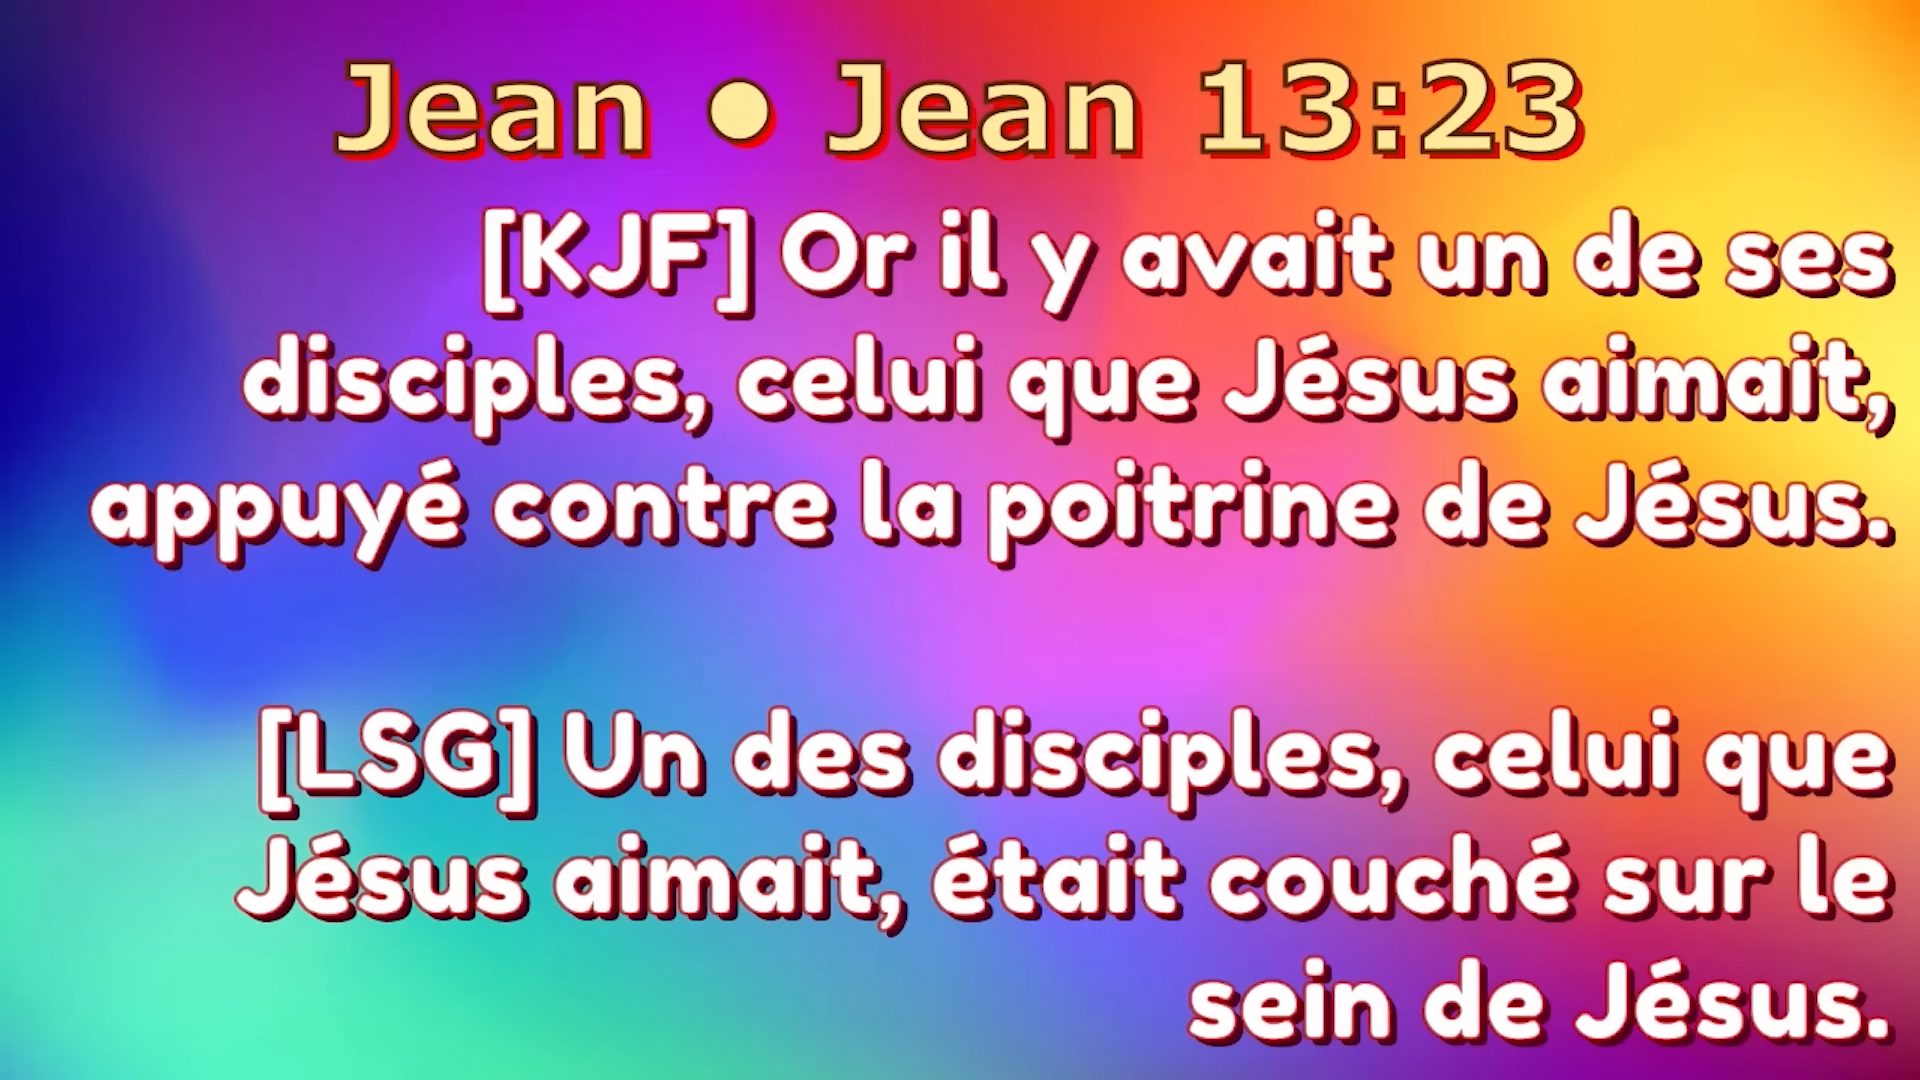 Jean • Jean 13:23
[KJF] Or il y avait un de ses
disciples, celui que Jésus aimait,
appuyé contre la poitrine de Jésus.
[LSG] Un des disciples, celui que
Jésus aimait, était couché sur le
sein de Jésus.